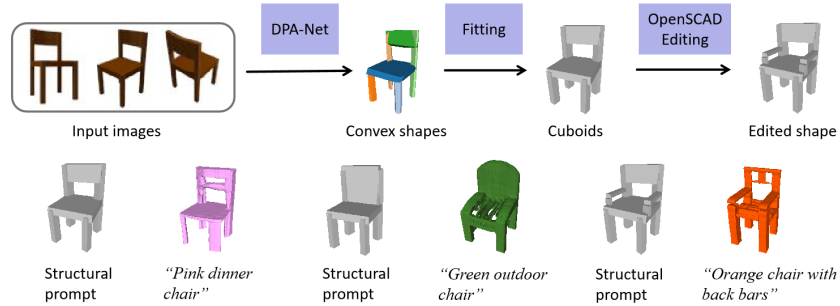 DPA-Net
Fitting
OpenSCAD
Editing
Input images
Convex shapes
Cuboids
Edited shape
Structural
prompt
“Pink dinner
chair”
Structural
prompt
“Green outdoor
chair”
Structural
prompt
“Orange chair with
back bars”